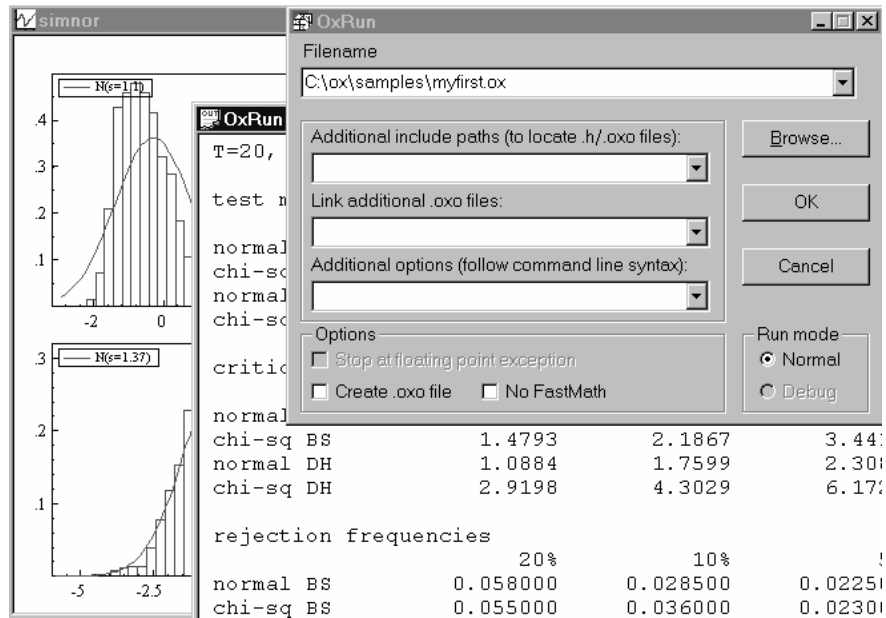 simnor
N(s=1.1)
.4
.3
.2
.1
-2 0
N(s=1.37)
.3
.2
.1
-5 -2.5
OxRun
T=20,
test
normal
chi-sq
normal
chi-sq
normal
chi-sq BS 1.4793 2.1867
normal DH 1.0884 1.7599
chi-sq DH 2.9198 4.3029
rejection frequencies
20% 10%
normal BS 0.058000 0.028500
chi-sq BS 0.055000 0.036000
OxRun
Filename
C:\ox\samples\myfirst.ox
Additional include paths (to locate .h/.oxo files):
Link additional .oxo files:
Additional options (follow command line syntax):
Browse...
OK
Cancel
Options
Stop at floating point exception
Create .oxo file No FastMath
Run mode
Normal
Debug